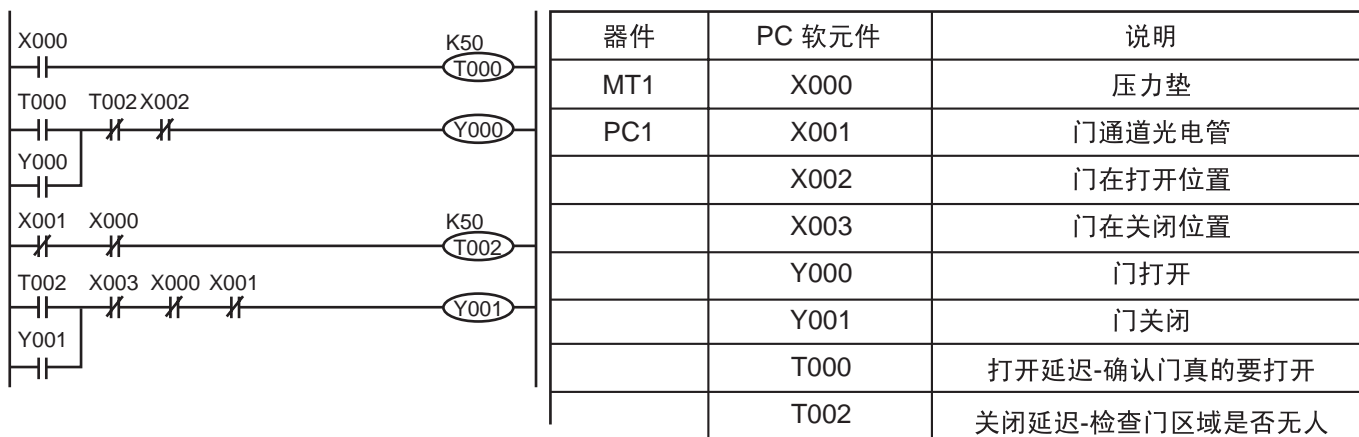 X000 K50
T000
T000 T002 X002
Y000
Y000
X001 X000 K50
T002
T002 X003 X000 X001
Y001
Y001
器件 PC 软元件 说明
MT1 X000 压力垫
PC1 X001 门通道光电管
X002 门在打开位置
X003 门在关闭位置
Y000 门打开
Y001 门关闭
T000 打开延迟-确认门真的要打开
T002 关闭延迟-检查门区域是否无人